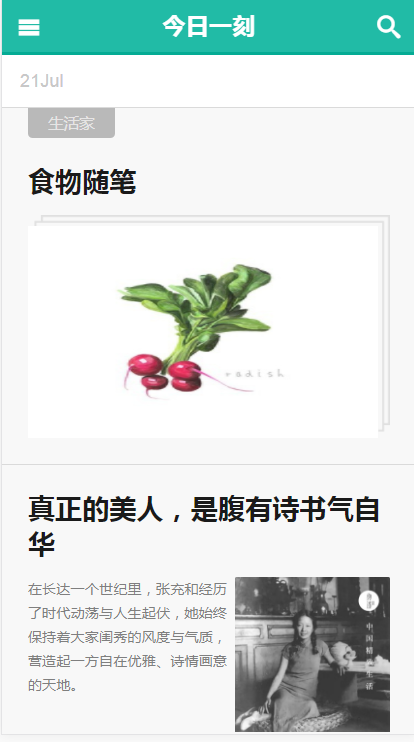 今日一刻
21Jul
生活家
食物随笔
radish
真正的美人，是腹有诗书气自
华
在长达一个世纪里，张充和经历
了时代动荡与人生起伏，她始终
保持着大家闺秀的风度与气质，
营造起一方自在优雅、诗情画意
的天地。
中国精致生活